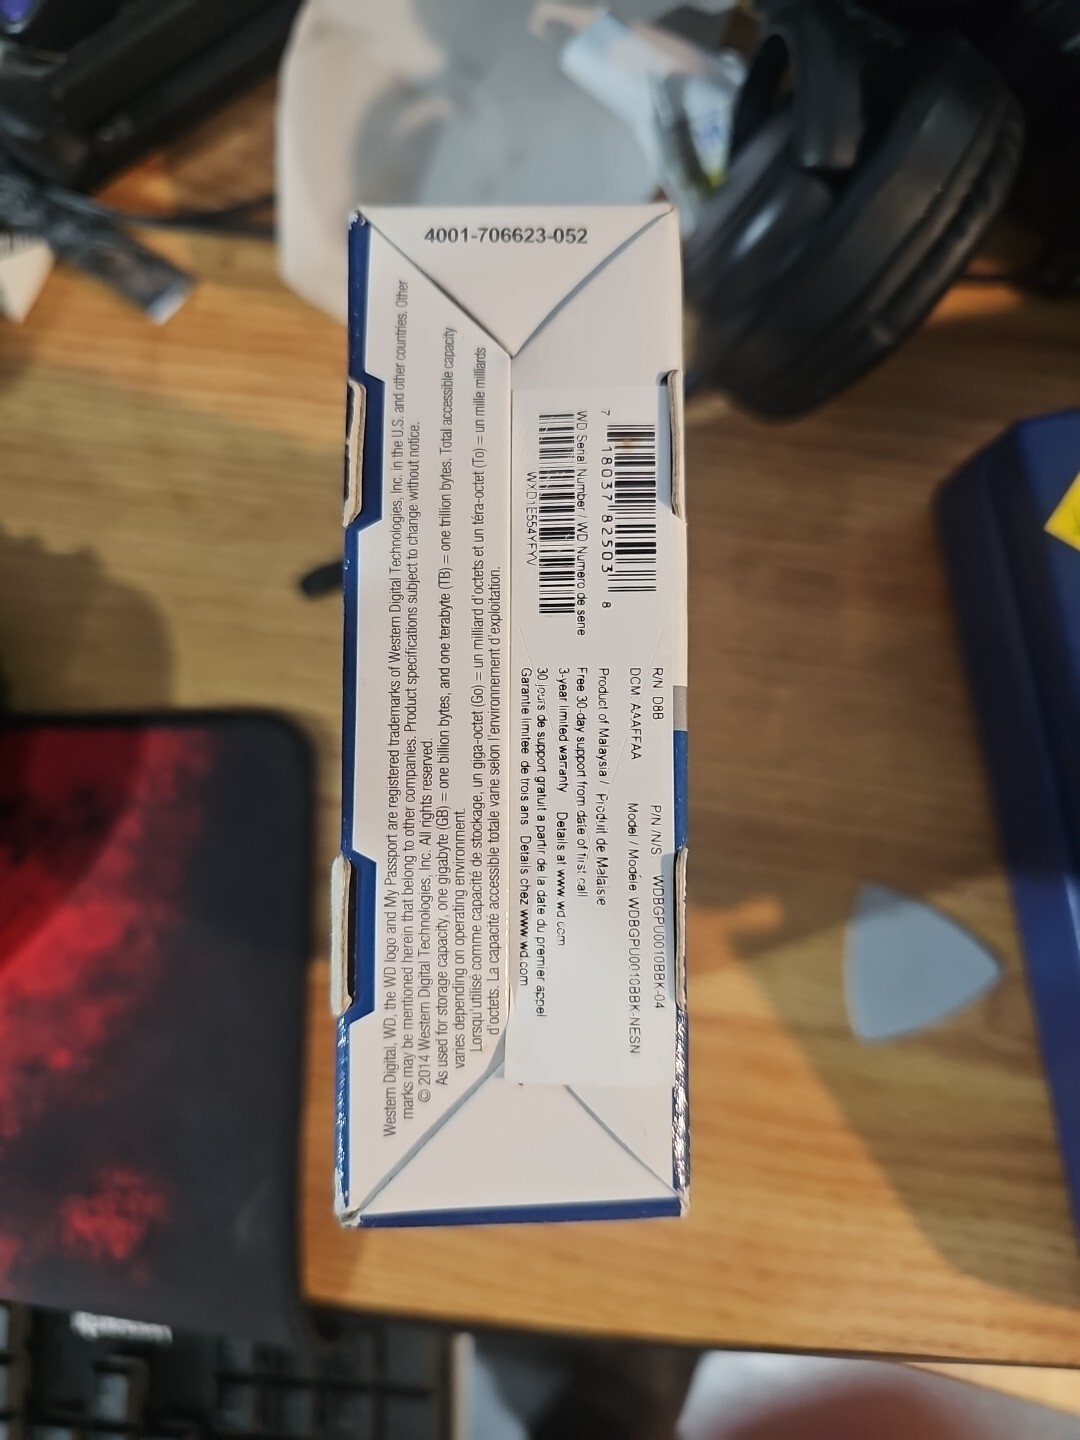 4001-706623-052
Western Digital, WD, the WD logo and My Passport are registered trademarks of Western Digital Technologies, Inc. in the U.S. and other countries. Other
marks may be mentioned herein that belong to other companies. Product specifications subject to change without notice.
© 2014 Western Digital Technologies, Inc. All rights reserved.
As used for storage capacity, one gigabyte (GB) = one billion bytes, and one terabyte (TB) = one trillion bytes. Total accessible capacity
varies depending on operating environment.
Lorsqu'utilisé comme capacité de stockage, un giga-octet (Go) = un milliard d'octets et un téra-octet (To) = un mille milliards
d'octets. La capacité accessible totale varie selon l'environnement d'exploitation.
7 18037 82503 8
WD Serial Number / WD Numéro de série
WXD1E554YFYV
R/N D8B P/N /N/S WDBGPU0010BBK-04
DCM AAAFFAA Model / Modèle WDBGPU0010BBK-NESN
Product of Malaysia / Produit de Malaisie
Free 30-day support from date of first call
3-year limited warranty Details at www.wd.com
30 jours de support gratuit a partir de la date du premier appel
Garantie limitée de trois ans Details chez www.wd.com